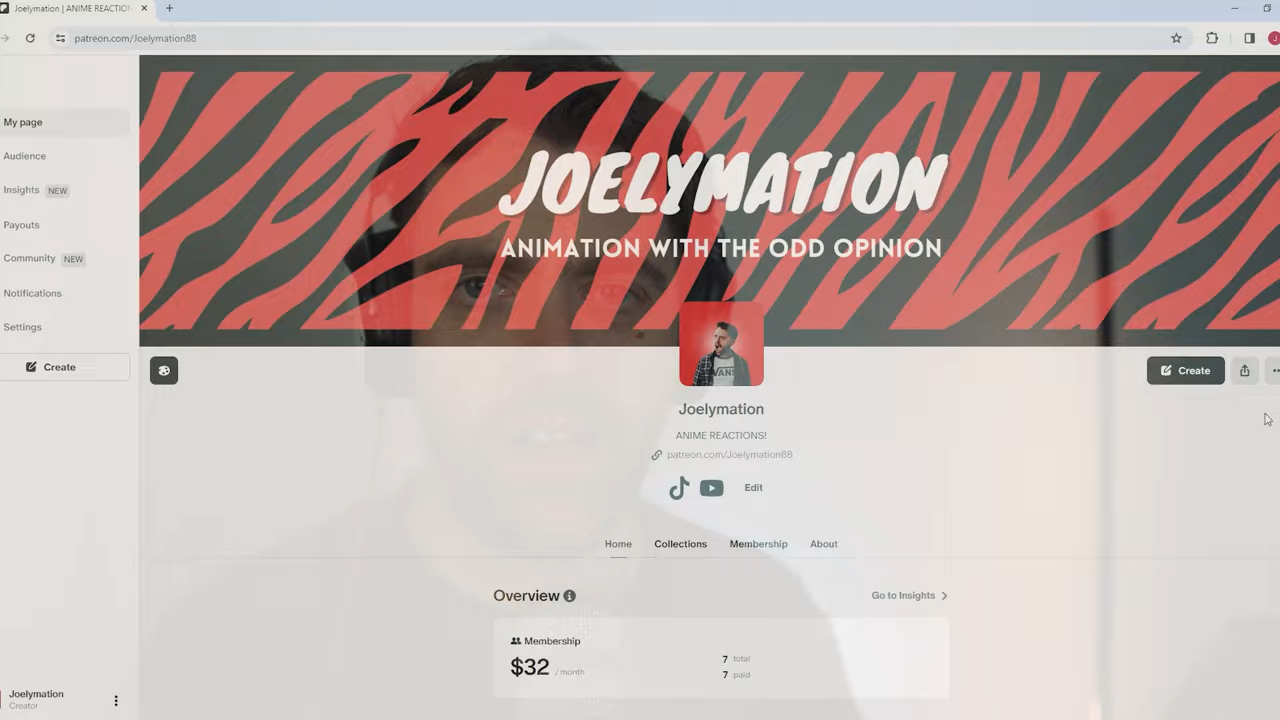 Joelymation | ANIME REACTION
patreon.com/Joelymation88
J
My page
Audience
Insights NEW
Payouts
Community NEW
Notifications
Settings
Create
JOELYMATION
ANIMATION WITH THE ODD OPINION
VANS
Create
Joelymation
ANIME REACTIONS!
patreon.com/Joelymation88
Edit
Home Collections Membership About
Overview
Go to Insights
Membership
$32 / month
7 total
7 paid
Joelymation
Creator